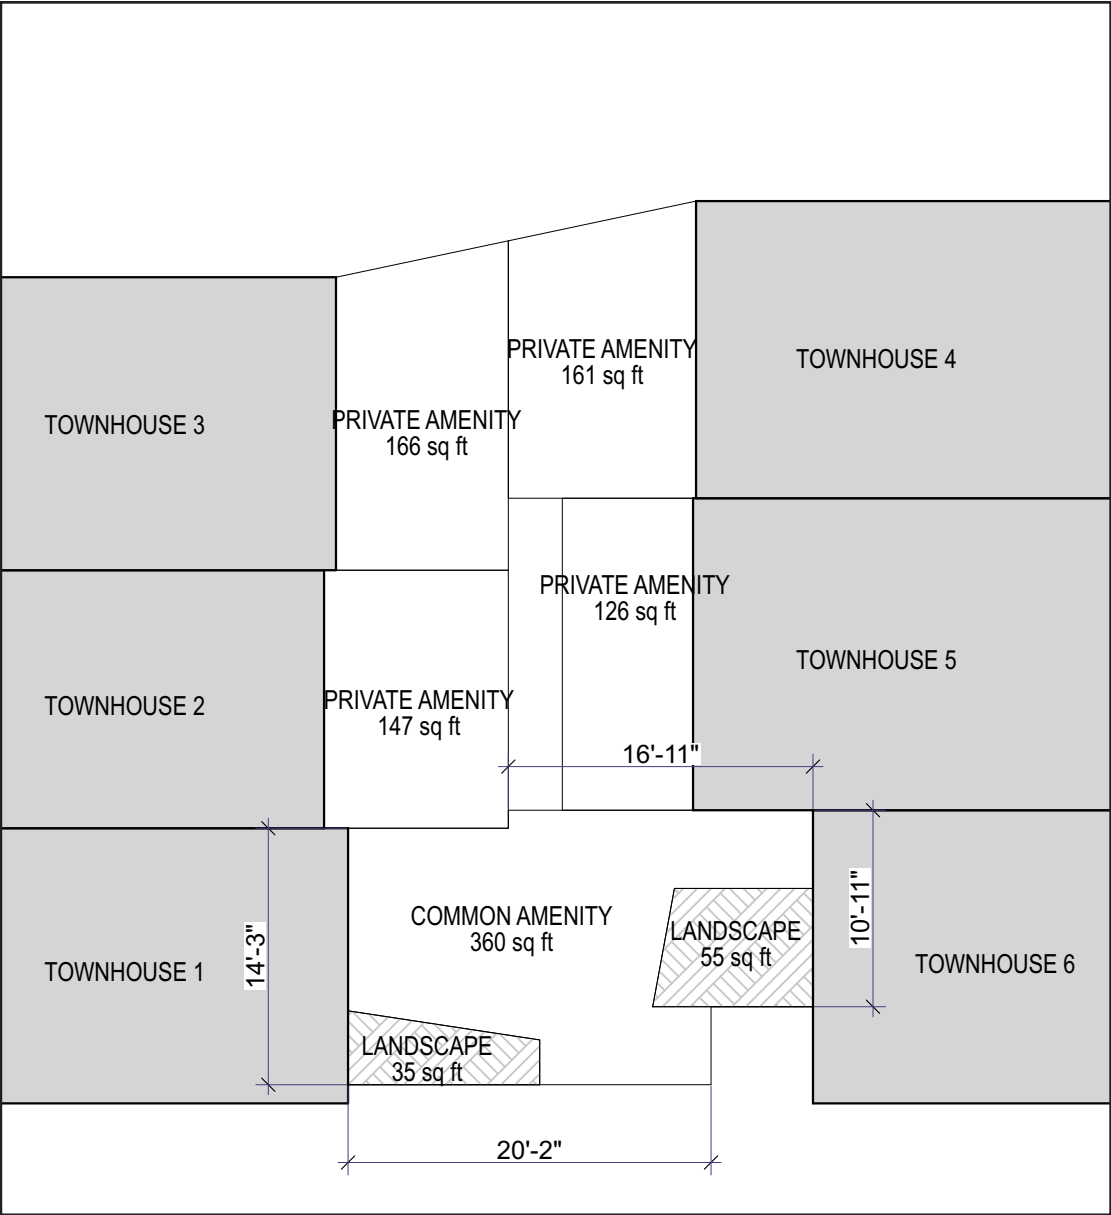 PRIVATE AMENITY
161 sq ft
TOWNHOUSE 4
TOWNHOUSE 3
PRIVATE AMENITY
166 sq ft
PRIVATE AMENITY
126 sq ft
TOWNHOUSE 5
TOWNHOUSE 2
PRIVATE AMENITY
147 sq ft
16'-11"
COMMON AMENITY
360 sq ft
LANDSCAPE
55 sq ft
10'-11"
14'-3"
TOWNHOUSE 1
TOWNHOUSE 6
LANDSCAPE
35 sq ft
20'-2"